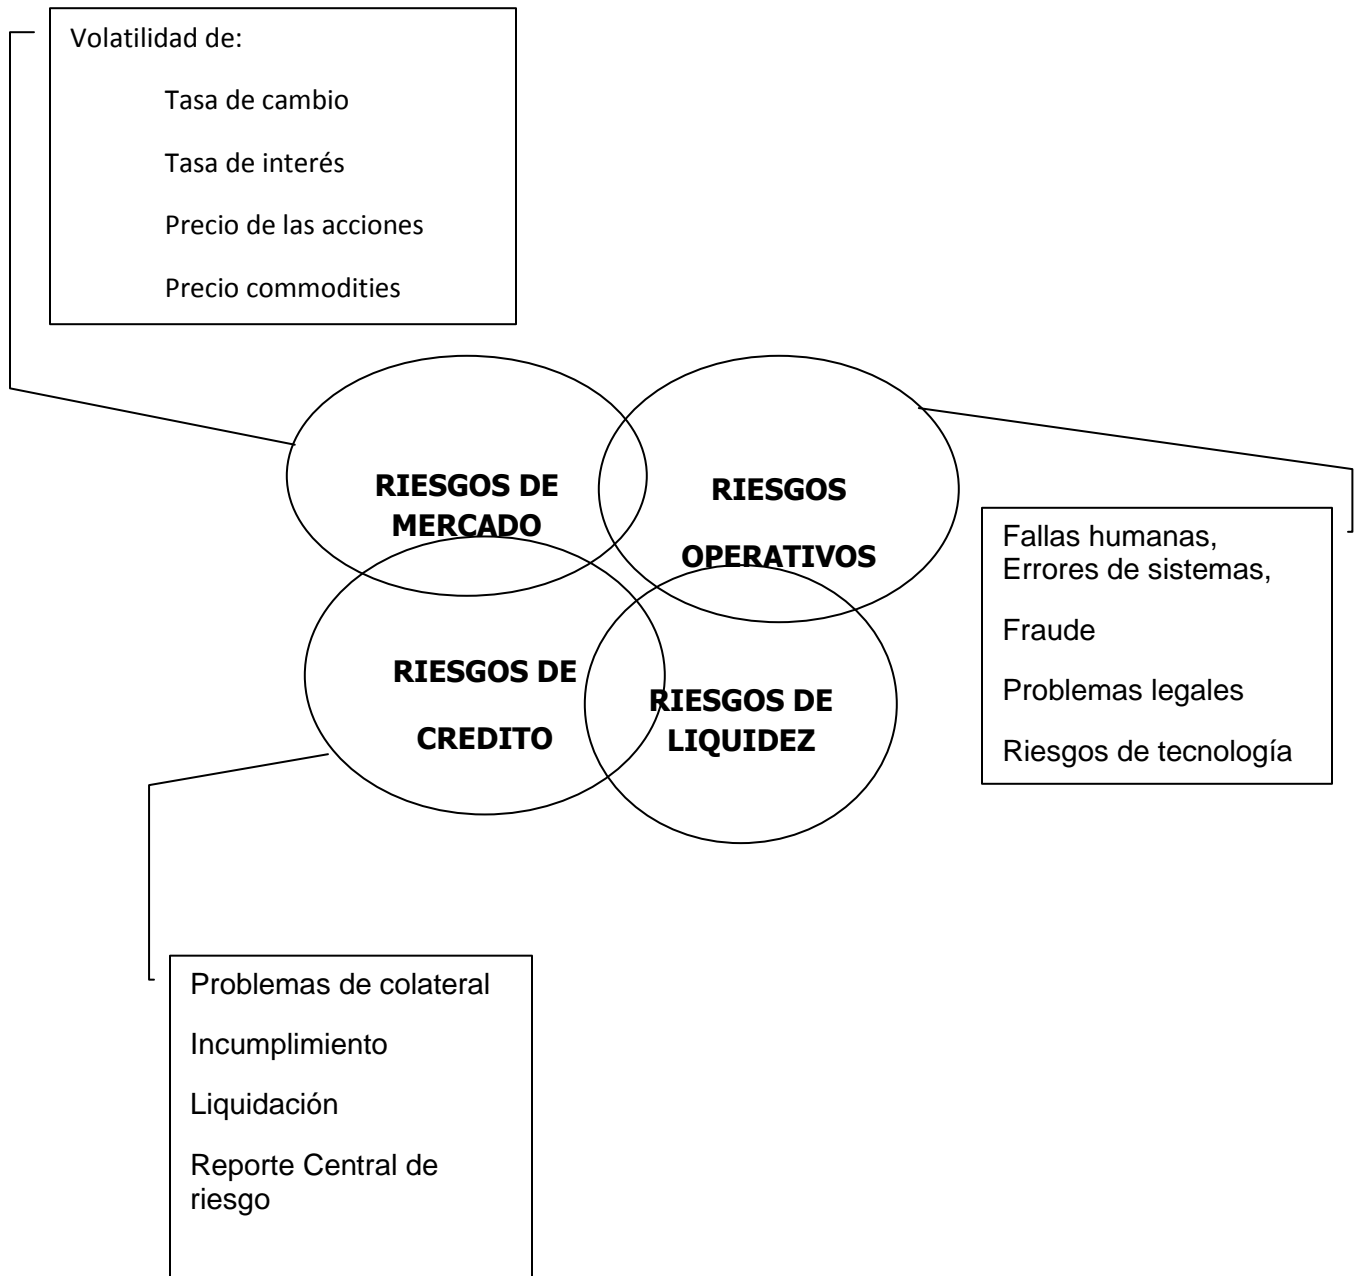 Volatilidad de:
Tasa de cambio
Tasa de interés
Precio de las acciones
Precio commodities
RIESGOS DE
MERCADO
RIESGOS
OPERATIVOS
Fallas humanas,
Errores de sistemas,
Fraude
Problemas legales
Riesgos de tecnología
RIESGOS DE
CREDITO
RIESGOS DE
LIQUIDEZ
Problemas de colateral
Incumplimiento
Liquidación
Reporte Central de
riesgo